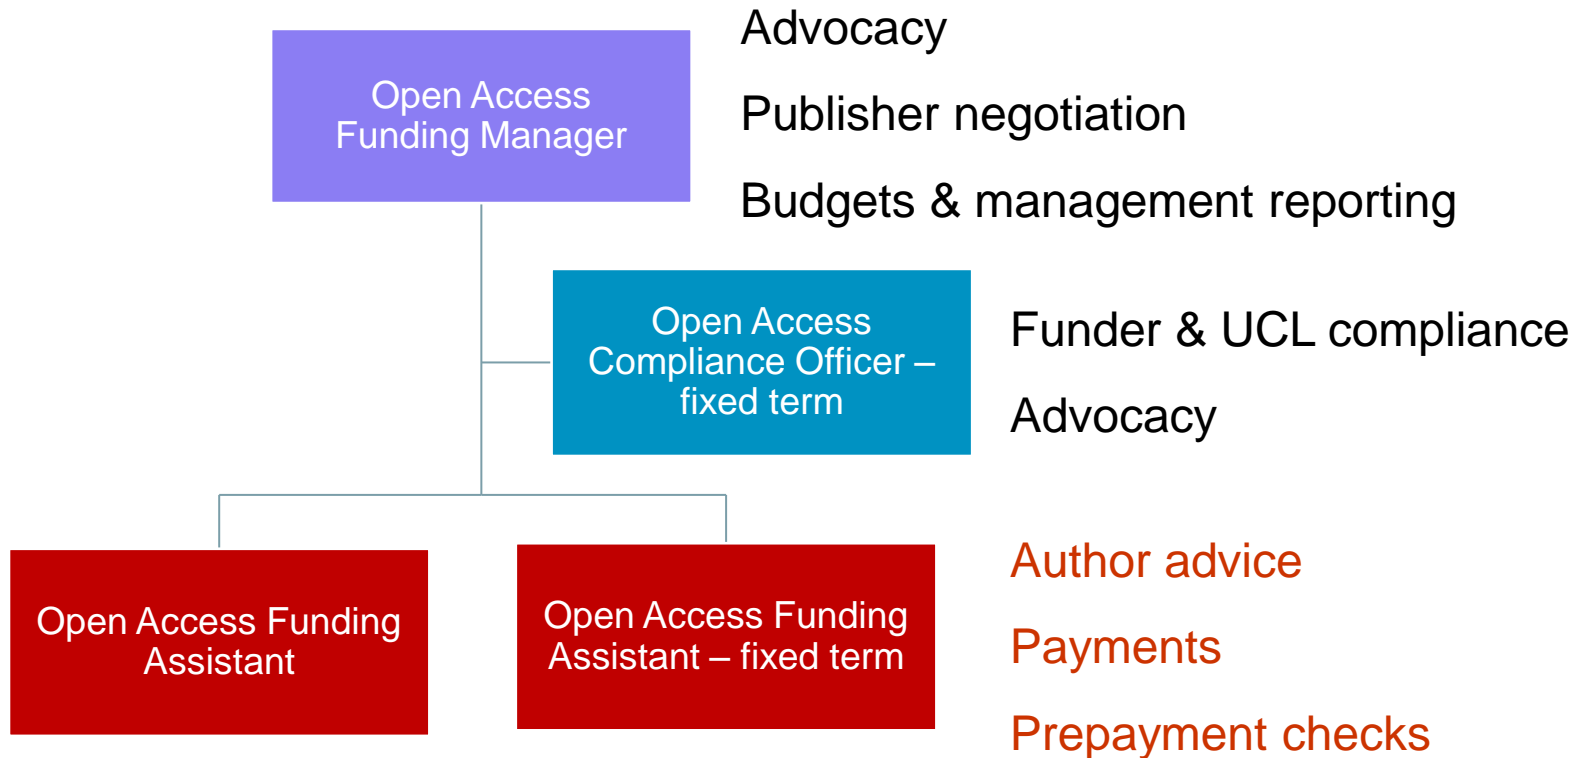 Advocacy
Open Access
Funding Manager
Publisher negotiation
Budgets & management reporting
Open Access
Compliance Officer –
fixed term
Funder & UCL compliance
Advocacy
Open Access Funding
Assistant
Open Access Funding
Assistant – fixed term
Author advice
Payments
Prepayment checks